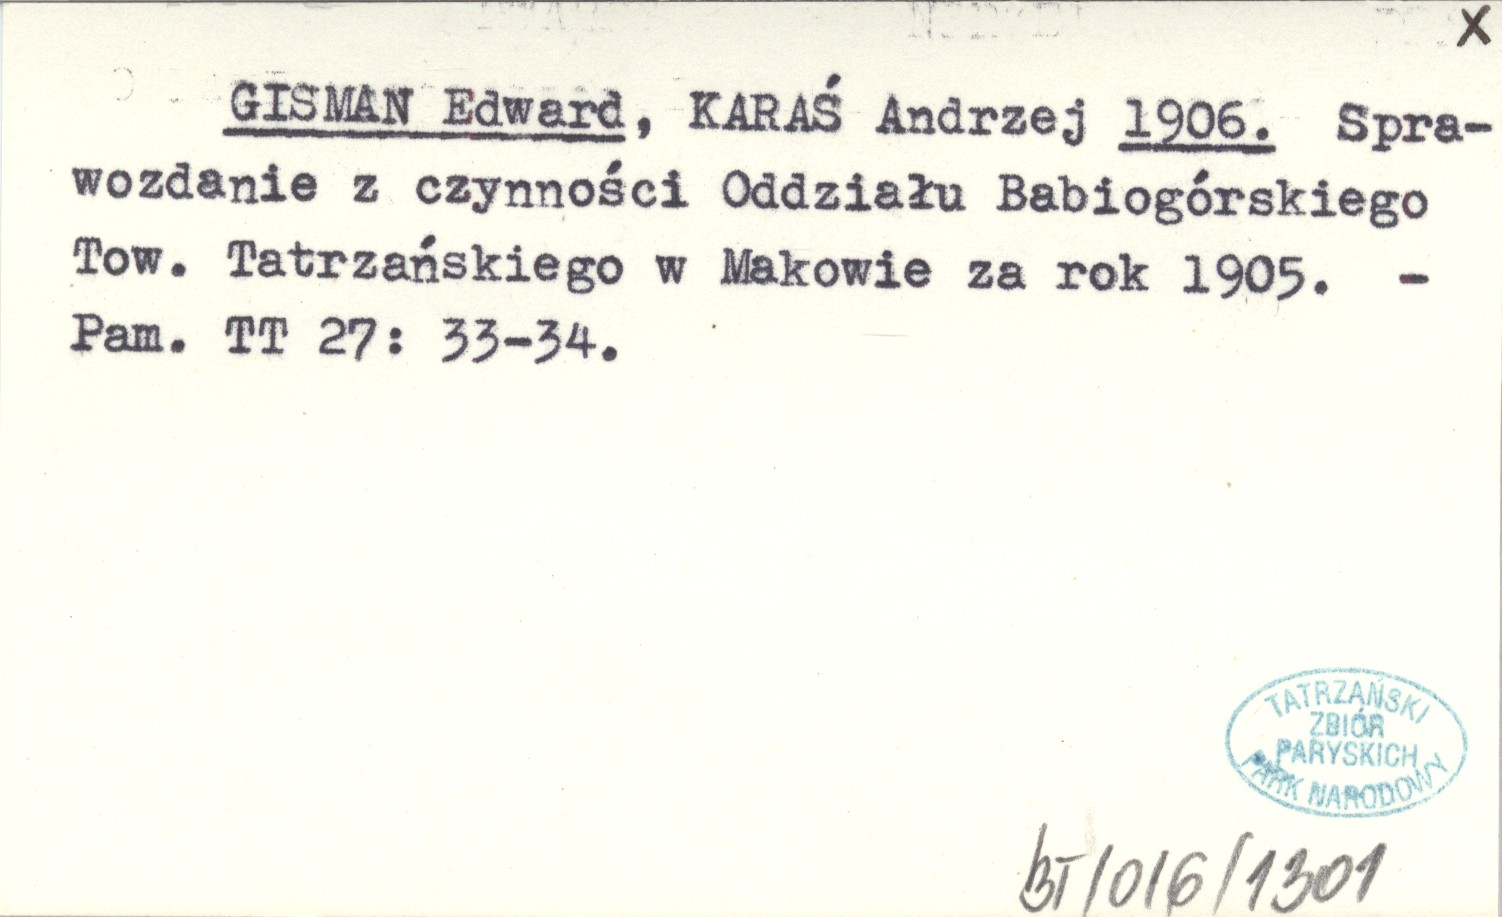 X
GISMAN Edward, KARAŚ Andrzej 1906. Spra-
wozdanie z czynności Oddziału Babiogórskiego
Tow. Tatrzańskiego w Makowie za rok 1905. -
Pam. TT 27: 33-34.
TATRZAŃSKI
ZBIÓR
PARYSKICH
PARK NARODOWY
BT/016/1301